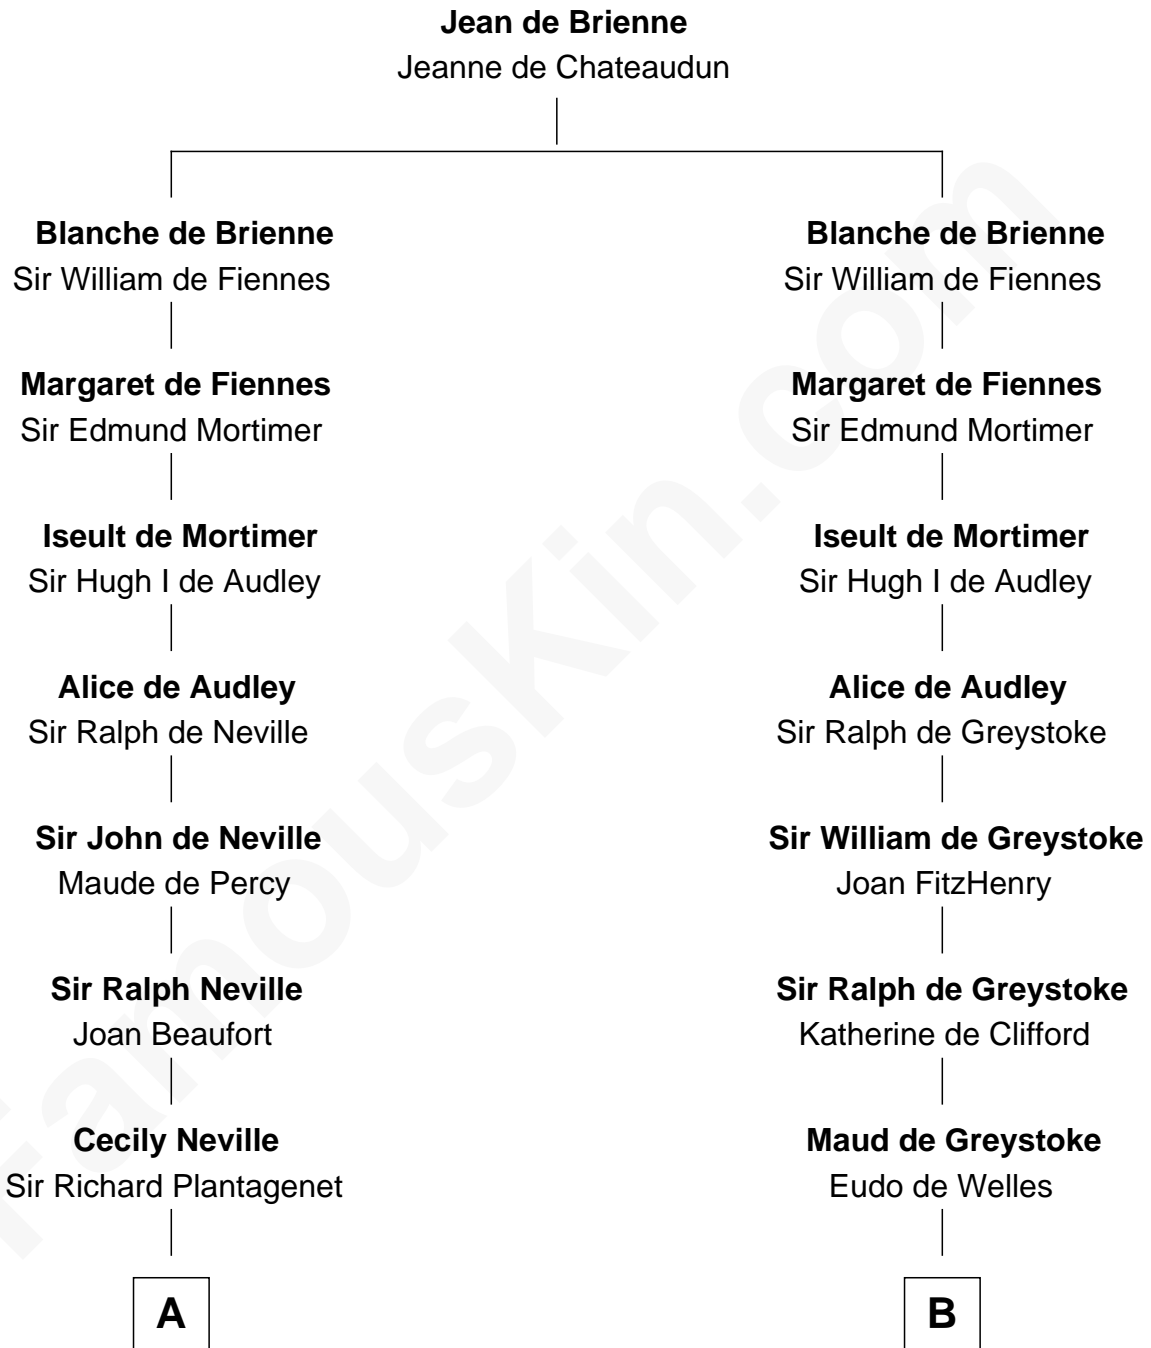 Jean de Brienne
Jeanne de Chateaudun
Blanche de Brienne
Sir William de Fiennes
Margaret de Fiennes
Sir Edmund Mortimer
Iseult de Mortimer
Sir Hugh I de Audley
Alice de Audley
Sir Ralph de Neville
Sir John de Neville
Maude de Percy
Sir Ralph Neville
Joan Beaufort
Cecily Neville
Sir Richard Plantagenet
A
Blanche de Brienne
Sir William de Fiennes
Margaret de Fiennes
Sir Edmund Mortimer
Iseult de Mortimer
Sir Hugh I de Audley
Alice de Audley
Sir Ralph de Greystoke
Sir William de Greystoke
Joan FitzHenry
Sir Ralph de Greystoke
Katherine de Clifford
Maud de Greystoke
Eudo de Welles
B
FamousKin.com